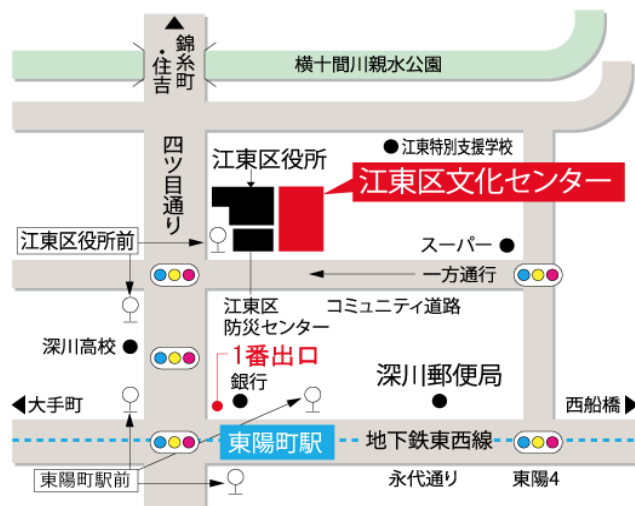 錦糸町
・住吉
横十間川親水公園
四ツ目通り
江東区役所
江東特別支援学校
江東区文化センター
江東区役所前
スーパー
一方通行
江東区
防災センター
コミュニティ道路
深川高校
1番出口
銀行
深川郵便局
大手町
西船橋
東陽町駅
地下鉄東西線
東陽町駅前
永代通り
東陽4